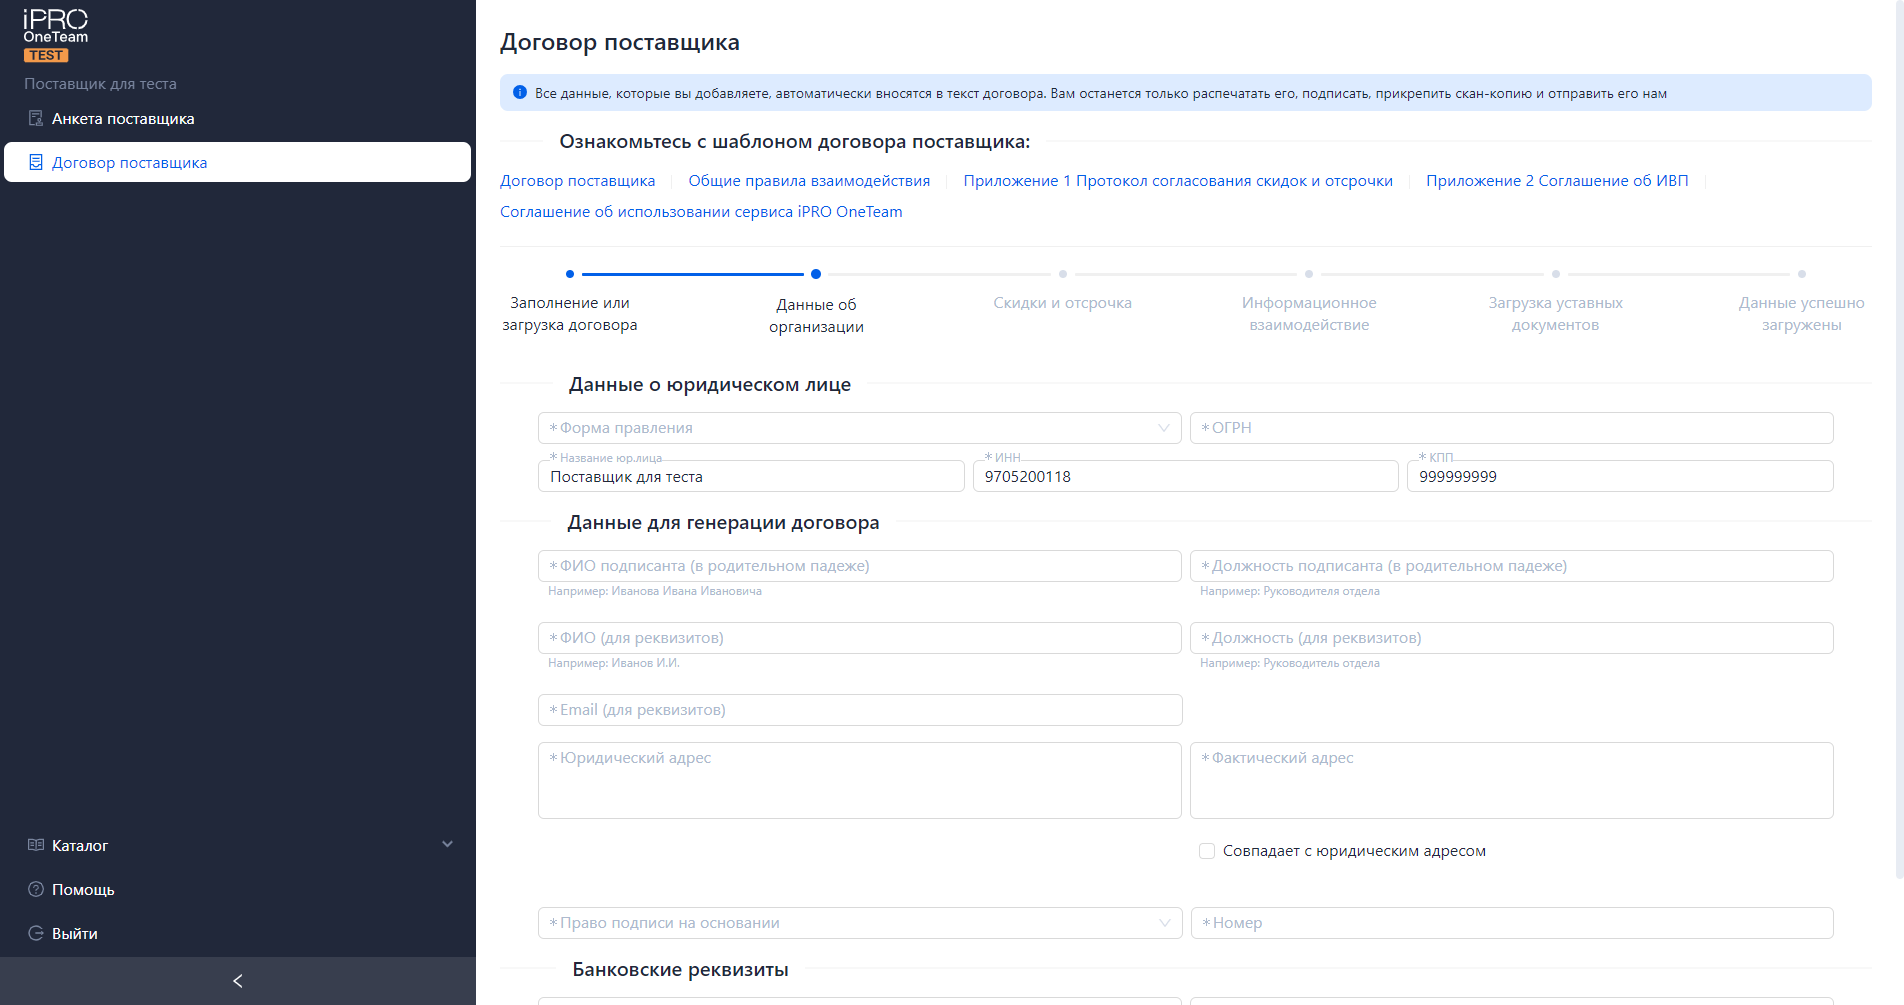 iPRO
OneTeam
TEST
Поставщик для теста
Анкета поставщика
Договор поставщика
Каталог
Помощь
Выйти
Договор поставщика
Все данные, которые вы добавляете, автоматически вносятся в текст договора. Вам останется только распечатать его, подписать, прикрепить скан-копию и отправить его нам
Ознакомьтесь с шаблоном договора поставщика:
Договор поставщика Общие правила взаимодействия Приложение 1 Протокол согласования скидок и отсрочки Приложение 2 Соглашение об ИВП
Соглашение об использовании сервиса iPRO OneTeam
Заполнение или
загрузка договора
Данные об
организации
Скидки и отсрочка
Информационное
взаимодействие
Загрузка уставных
документов
Данные успешно
загружены
Данные о юридическом лице
* Форма правления
* ОГРН
* Название юр.лица
Поставщик для теста
* ИНН
9705200118
* КПП
999999999
Данные для генерации договора
* ФИО подписанта (в родительном падеже)
Например: Иванова Ивана Ивановича
* Должность подписанта (в родительном падеже)
Например: Руководителя отдела
* ФИО (для реквизитов)
Например: Иванов И.И.
* Должность (для реквизитов)
Например: Руководитель отдела
* Email (для реквизитов)
* Юридический адрес
* Фактический адрес
Совпадает с юридическим адресом
* Право подписи на основании
* Номер
Банковские реквизиты